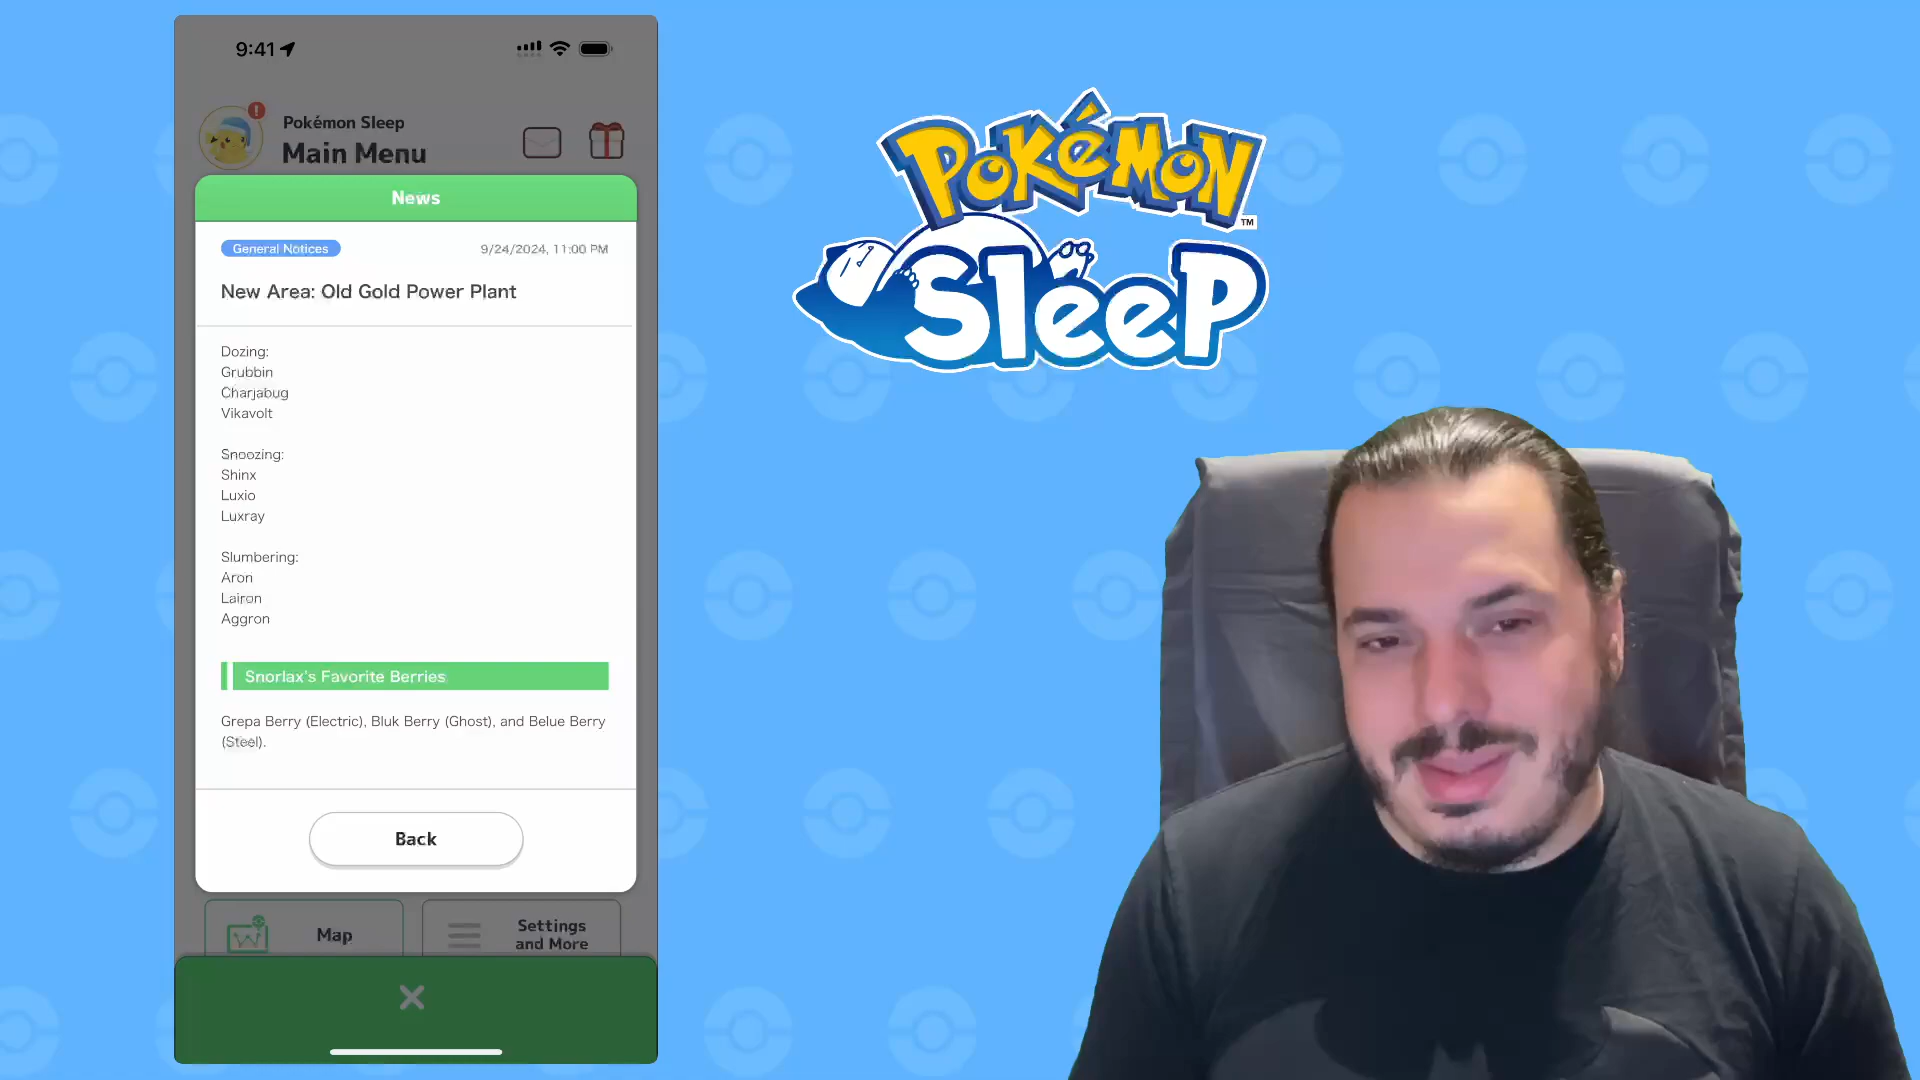 9:41
Pokémon Sleep
Main Menu
News
General Notices
9/24/2024, 11:00 PM
New Area: Old Gold Power Plant
Dozing:
Grubbin
Charjabug
Vikavolt
Snoozing:
Shinx
Luxio
Luxray
Slumbering:
Aron
Lairon
Aggron
Snorlax's Favorite Berries
Grepa Berry (Electric), Bluk Berry (Ghost), and Belue Berry
(Steel).
Back
Map
Settings
and More
POKéMON
TM
Sleep